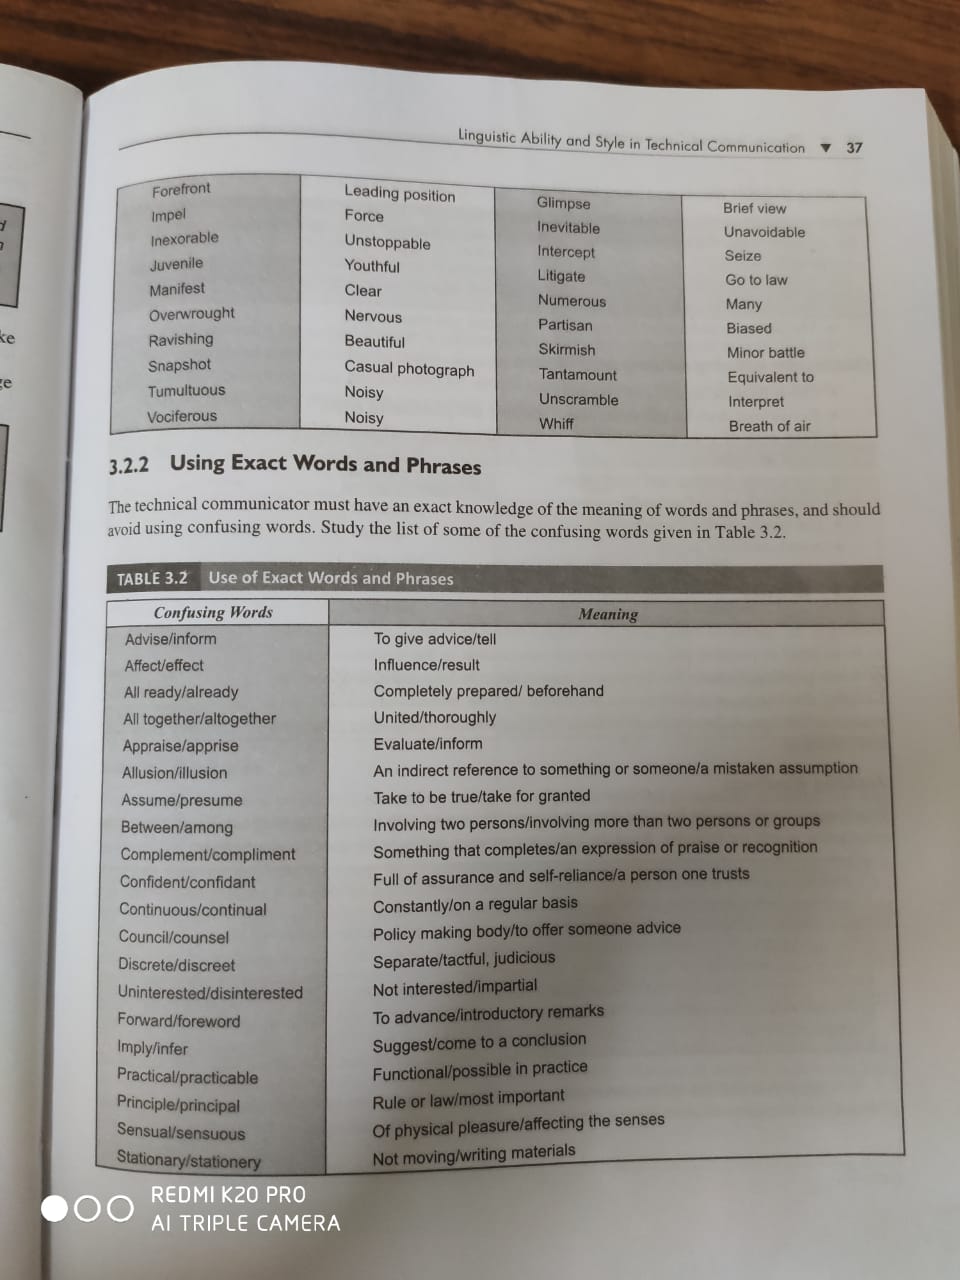 Linguistic Ability and Style in Technical Communication ▼ 37
Forefront Leading position Glimpse Brief view
Impel Force Inevitable Unavoidable
Inexorable Unstoppable Intercept Seize
Juvenile Youthful Litigate Go to law
Manifest Clear Numerous Many
Overwrought Nervous Partisan Biased
Ravishing Beautiful Skirmish Minor battle
Snapshot Casual photograph Tantamount Equivalent to
Tumultuous Noisy Unscramble Interpret
Vociferous Noisy Whiff Breath of air
3.2.2 Using Exact Words and Phrases
The technical communicator must have an exact knowledge of the meaning of words and phrases, and should
avoid using confusing words. Study the list of some of the confusing words given in Table 3.2.
TABLE 3.2 Use of Exact Words and Phrases
Confusing Words Meaning
Advise/inform To give advice/tell
Affect/effect Influence/result
All ready/already Completely prepared/ beforehand
All together/altogether United/thoroughly
Appraise/apprise Evaluate/inform
Allusion/illusion An indirect reference to something or someone/a mistaken assumption
Assume/presume Take to be true/take for granted
Between/among Involving two persons/involving more than two persons or groups
Complement/compliment Something that completes/an expression of praise or recognition
Confident/confidant Full of assurance and self-reliance/a person one trusts
Continuous/continual Constantly/on a regular basis
Council/counsel Policy making body/to offer someone advice
Discrete/discreet Separate/tactful, judicious
Uninterested/disinterested Not interested/impartial
Forward/foreword To advance/introductory remarks
Imply/infer Suggest/come to a conclusion
Practical/practicable Functional/possible in practice
Principle/principal Rule or law/most important
Sensual/sensuous Of physical pleasure/affecting the senses
Stationary/stationery Not moving/writing materials
REDMI K20 PRO
AI TRIPLE CAMERA